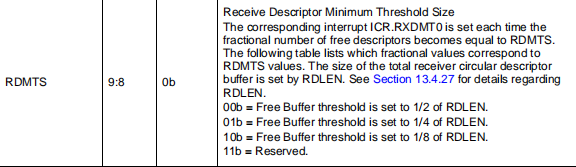 Receive Descriptor Minimum Threshold Size
The corresponding interrupt ICR.RXDMT0 is set each time the
fractional number of free descriptors becomes equal to RDMTS.
The following table lists which fractional values correspond to
RDMTS values. The size of the total receiver circular descriptor
buffer is set by RDLEN. See Section 13.4.27 for details regarding
RDLEN.
RDMTS 9:8 0b
00b = Free Buffer threshold is set to 1/2 of RDLEN.
01b = Free Buffer threshold is set to 1/4 of RDLEN.
10b = Free Buffer threshold is set to 1/8 of RDLEN.
11b = Reserved.